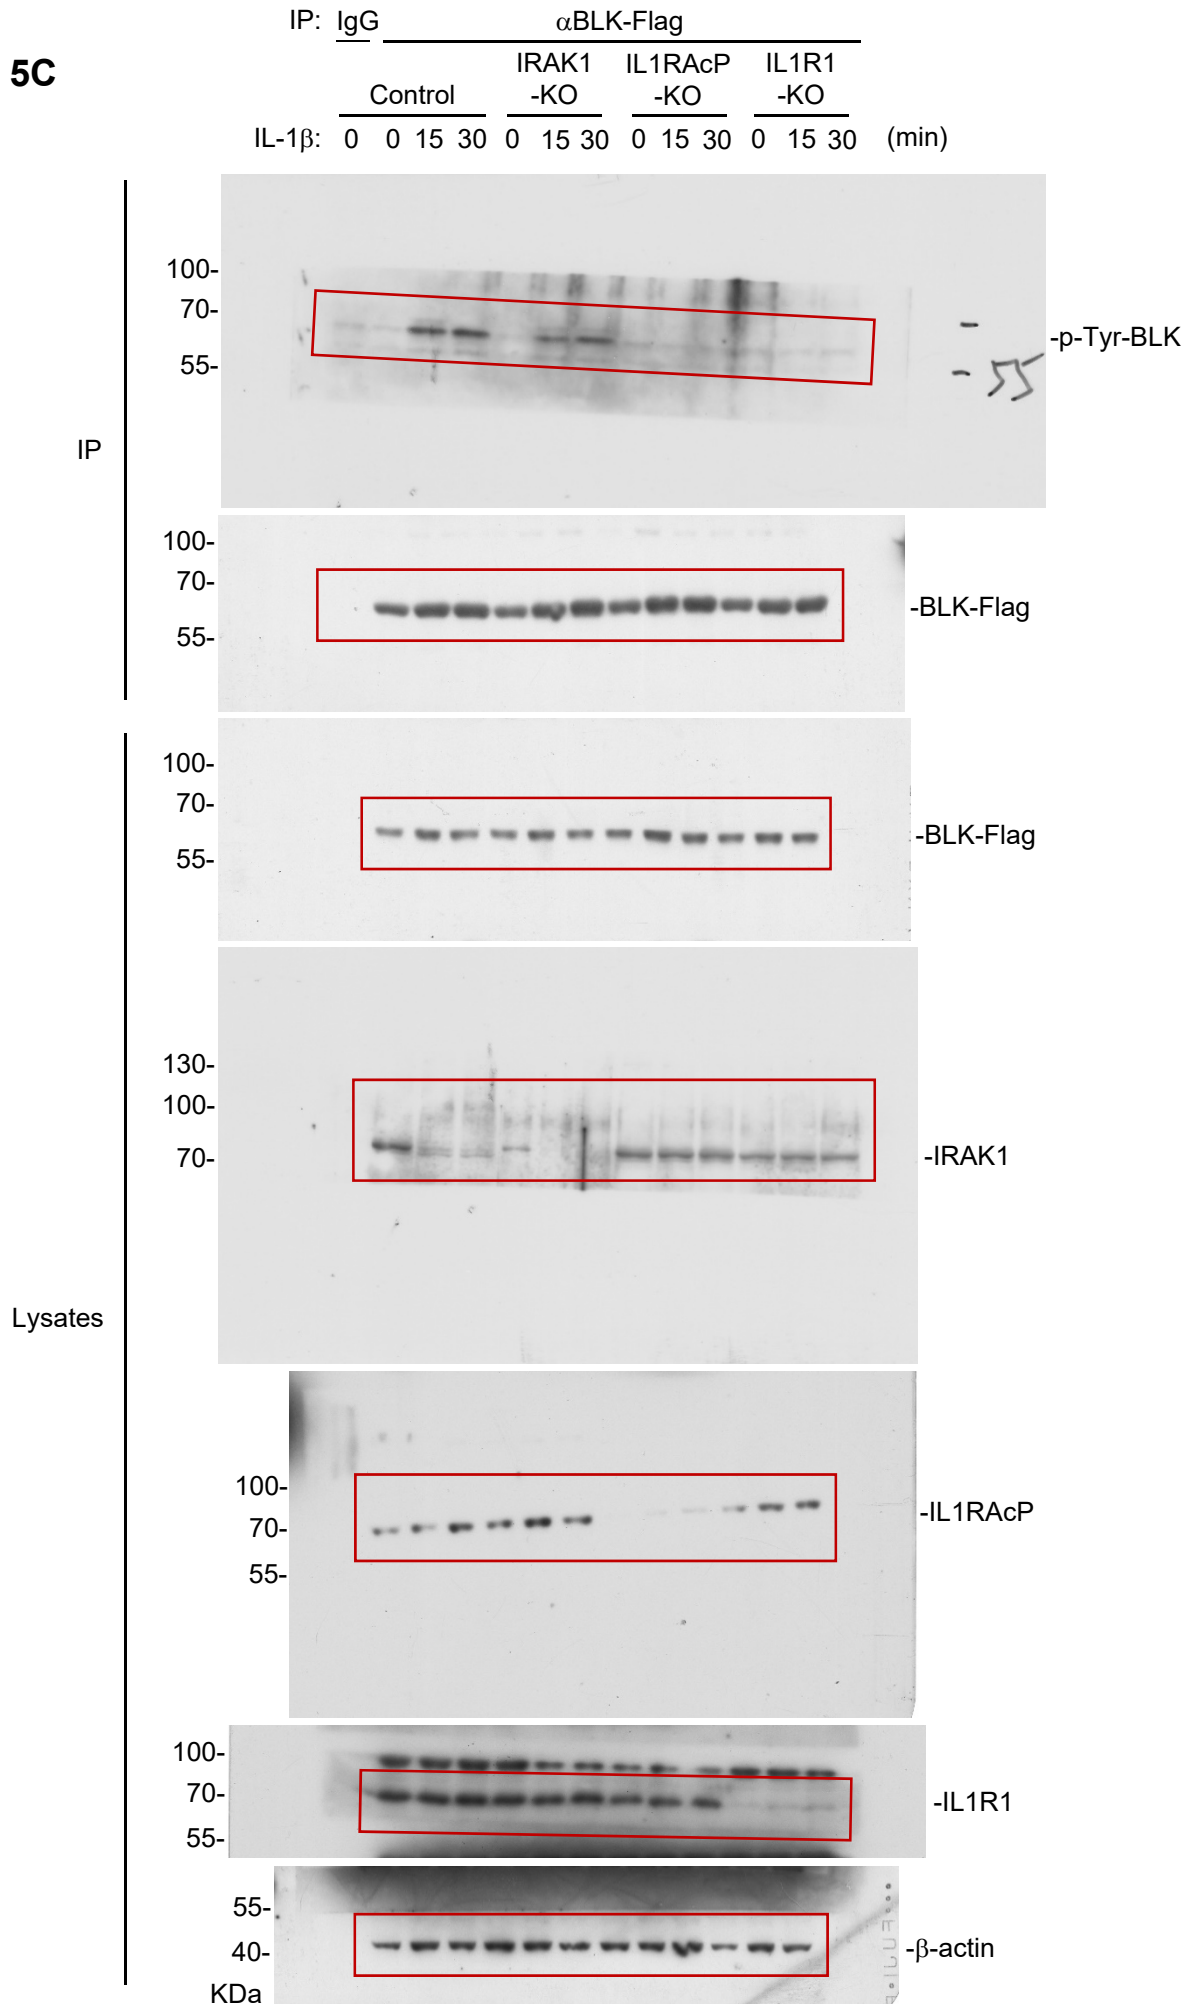 5C
IP: IgG αBLK-Flag
Control IRAK1 -KO IL1RAcP -KO IL1R1 -KO
IL-1β: 0 0 15 30 0 15 30 0 15 30 0 15 30 (min)
IP
100-
70-
55-
-p-Tyr-BLK
55
100-
70-
55-
-BLK-Flag
Lysates
100-
70-
55-
-BLK-Flag
130-
100-
70-
-IRAK1
100-
70-
55-
-IL1RAcP
100-
70-
55-
-IL1R1
55-
40-
-β-actin
KDa